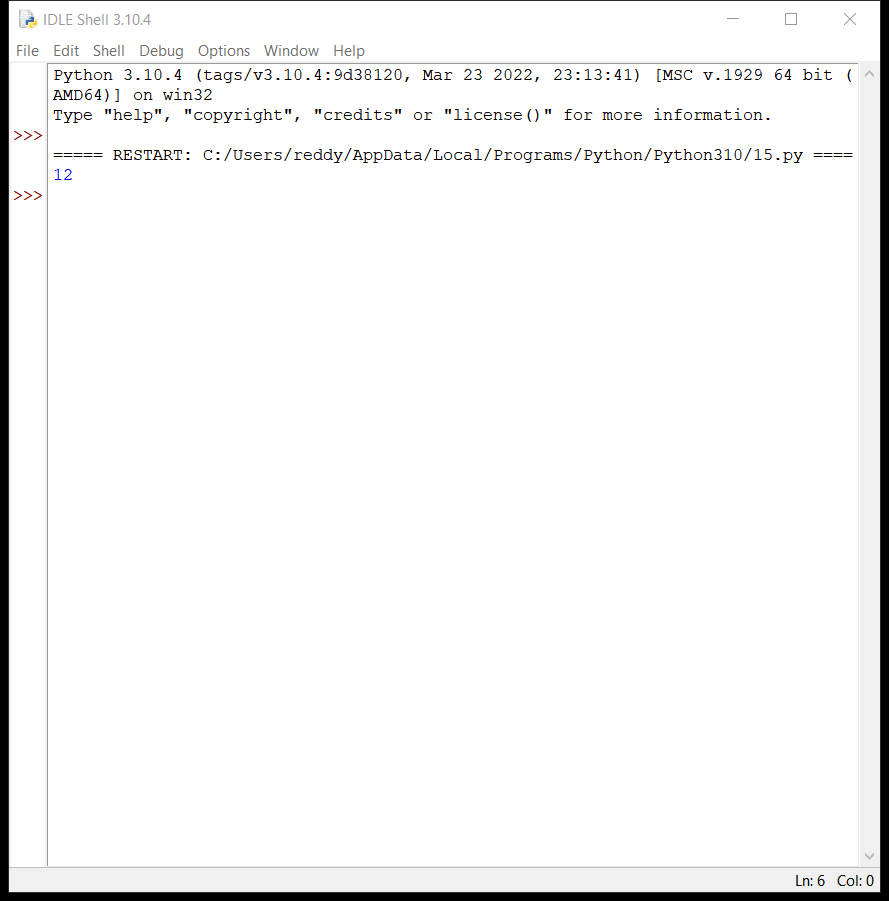 IDLE Shell 3.10.4
File Edit Shell Debug Options Window Help
Python 3.10.4 (tags/v3.10.4:9d38120, Mar 23 2022, 23:13:41) [MSC v.1929 64 bit (
AMD64)] on win32
Type "help", "copyright", "credits" or "license()" for more information.
>>>
===== RESTART: C:/Users/reddy/AppData/Local/Programs/Python/Python310/15.py ====
12
>>>
Ln: 6 Col: 0